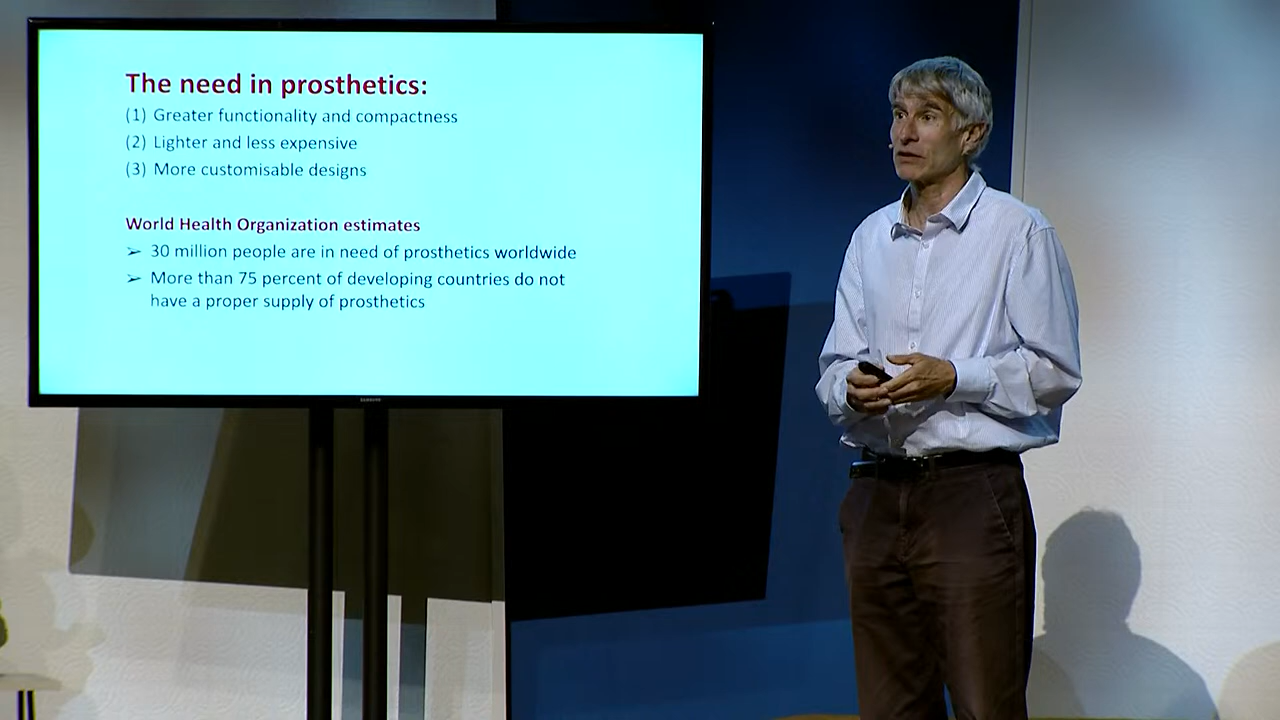 The need in prosthetics:
(1) Greater functionality and compactness
(2) Lighter and less expensive
(3) More customisable designs
World Health Organization estimates
➢ 30 million people are in need of prosthetics worldwide
➢ More than 75 percent of developing countries do not
have a proper supply of prosthetics
SAMSUNG